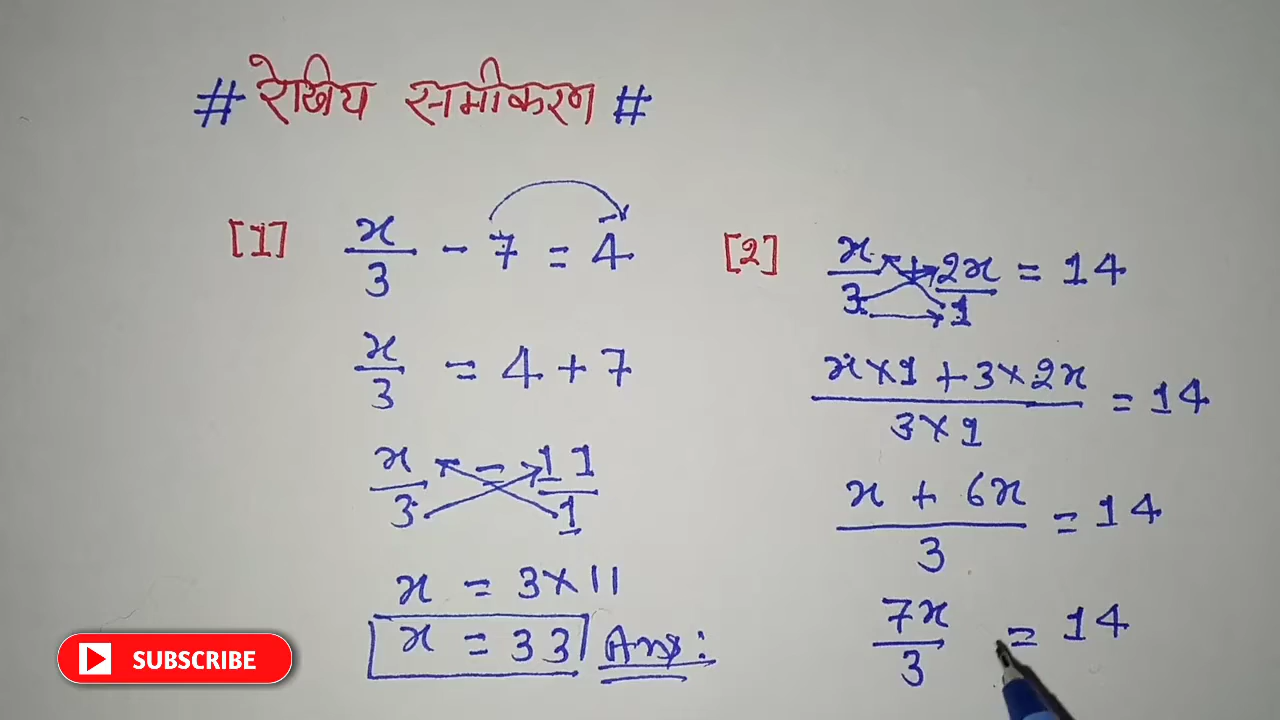 # रेखिय समीकरण #
[1] x/3 - 7 = 4
x/3 = 4 + 7
x/3 = 11/1
x = 3×11
x = 33 Ans:
[2] x/3 + 2x/1 = 14
x×1 + 3×2x / 3×1 = 14
x + 6x / 3 = 14
7x/3 = 14
SUBSCRIBE